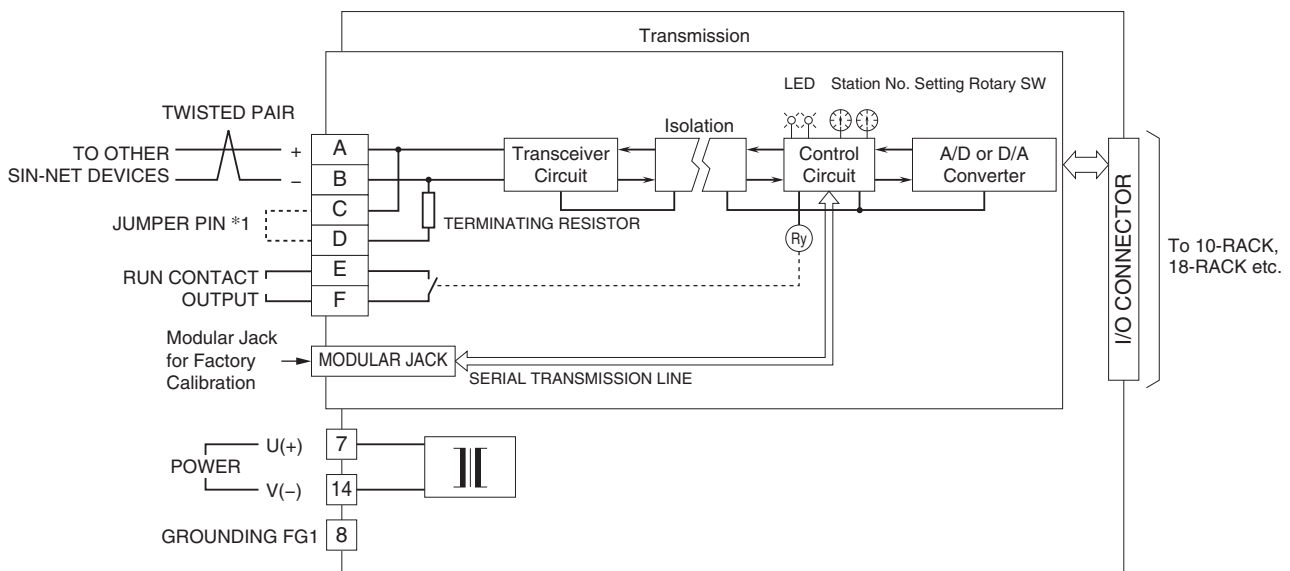 Transmission
LED Station No. Setting Rotary SW
TWISTED PAIR
TO OTHER
SIN-NET DEVICES
+
−
A
B
C
D
E
F
JUMPER PIN *1
RUN CONTACT
OUTPUT
Transceiver
Circuit
Isolation
Control
Circuit
A/D or D/A
Converter
TERMINATING RESISTOR
Ry
I/O CONNECTOR
To 10-RACK,
18-RACK etc.
Modular Jack
for Factory
Calibration
MODULAR JACK
SERIAL TRANSMISSION LINE
POWER
U(+)
7
V(−)
14
GROUNDING FG1
8